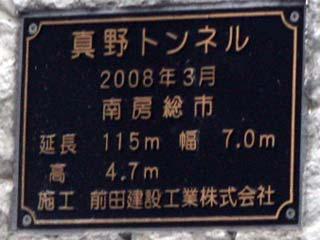 真野トンネル
2008年3月
南房総市
延長 115m 幅 7.0m
高 4.7m
施工 前田建設工業株式会社